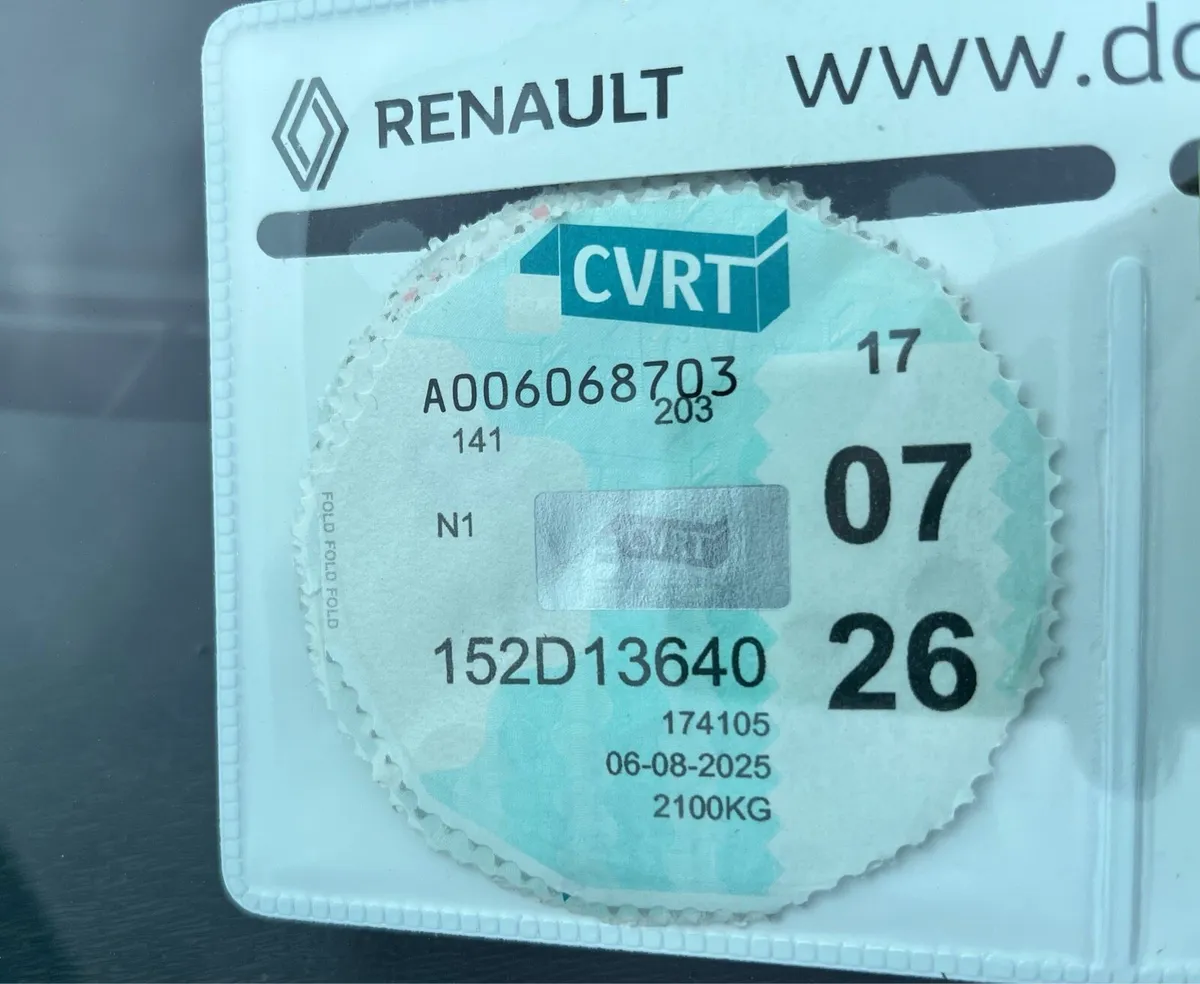 RENAULT
www.do
CVRT
17
A006068703
203
141
07
N1
CVRT
FOLD FOLD FOLD
26
152D13640
174105
06-08-2025
2100KG